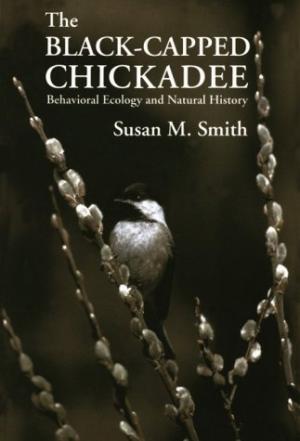 The
BLACK-CAPPED
CHICKADEE
Behavioral Ecology and Natural History
Susan M. Smith